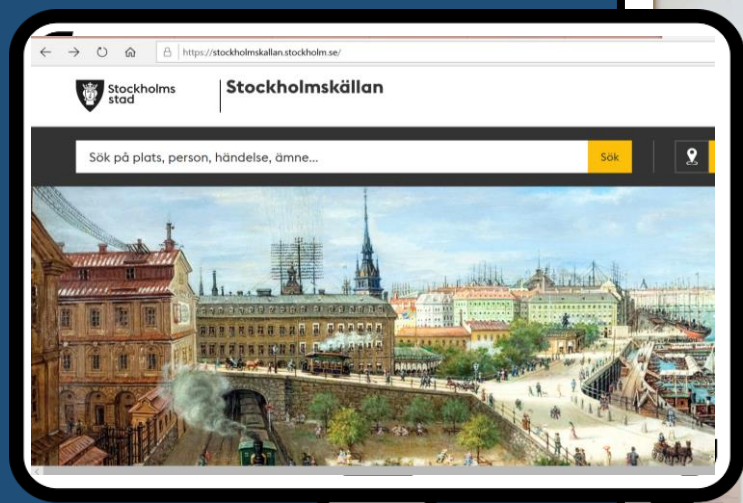 https://stockholmskallan.stockholm.se/
Stockholms
stad
Stockholmskällan
Sök på plats, person, händelse, ämne...
Sök